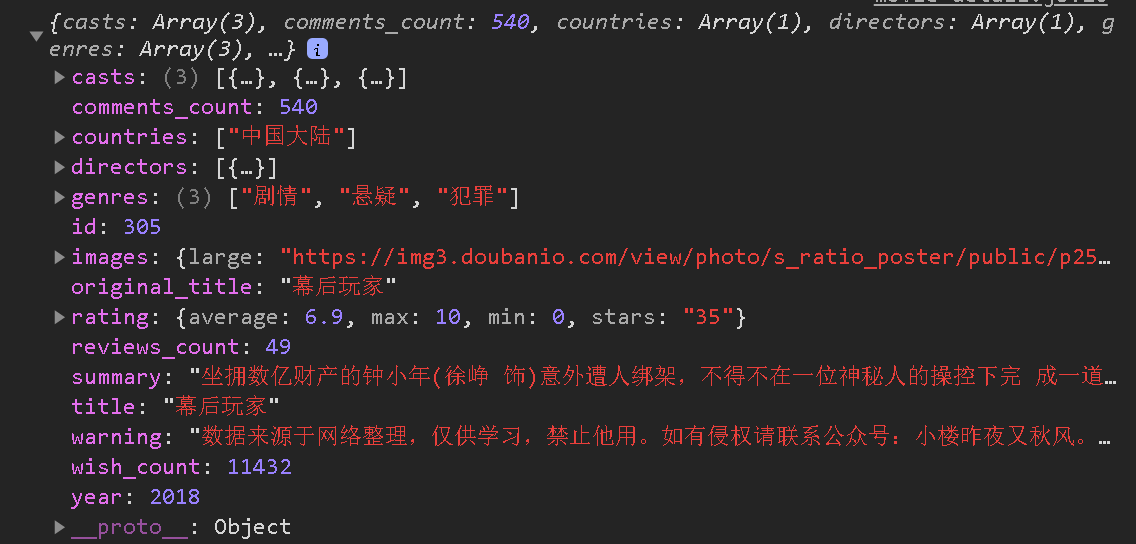 {casts: Array(3), comments_count: 540, countries: Array(1), directors: Array(1), g
enres: Array(3), …} i
casts: (3) [{…}, {…}, {…}]
comments_count: 540
countries: ["中国大陆"]
directors: [{…}]
genres: (3) ["剧情", "悬疑", "犯罪"]
id: 305
images: {large: "https://img3.doubanio.com/view/photo/s_ratio_poster/public/p25…
original_title: "幕后玩家"
rating: {average: 6.9, max: 10, min: 0, stars: "35"}
reviews_count: 49
summary: "坐拥数亿财产的钟小年(徐峥 饰)意外遭人绑架，不得不在一位神秘人的操控下完 成一道…
title: "幕后玩家"
warning: "数据来源于网络整理，仅供学习，禁止他用。如有侵权请联系公众号：小楼昨夜又秋风。…
wish_count: 11432
year: 2018
__proto__: Object